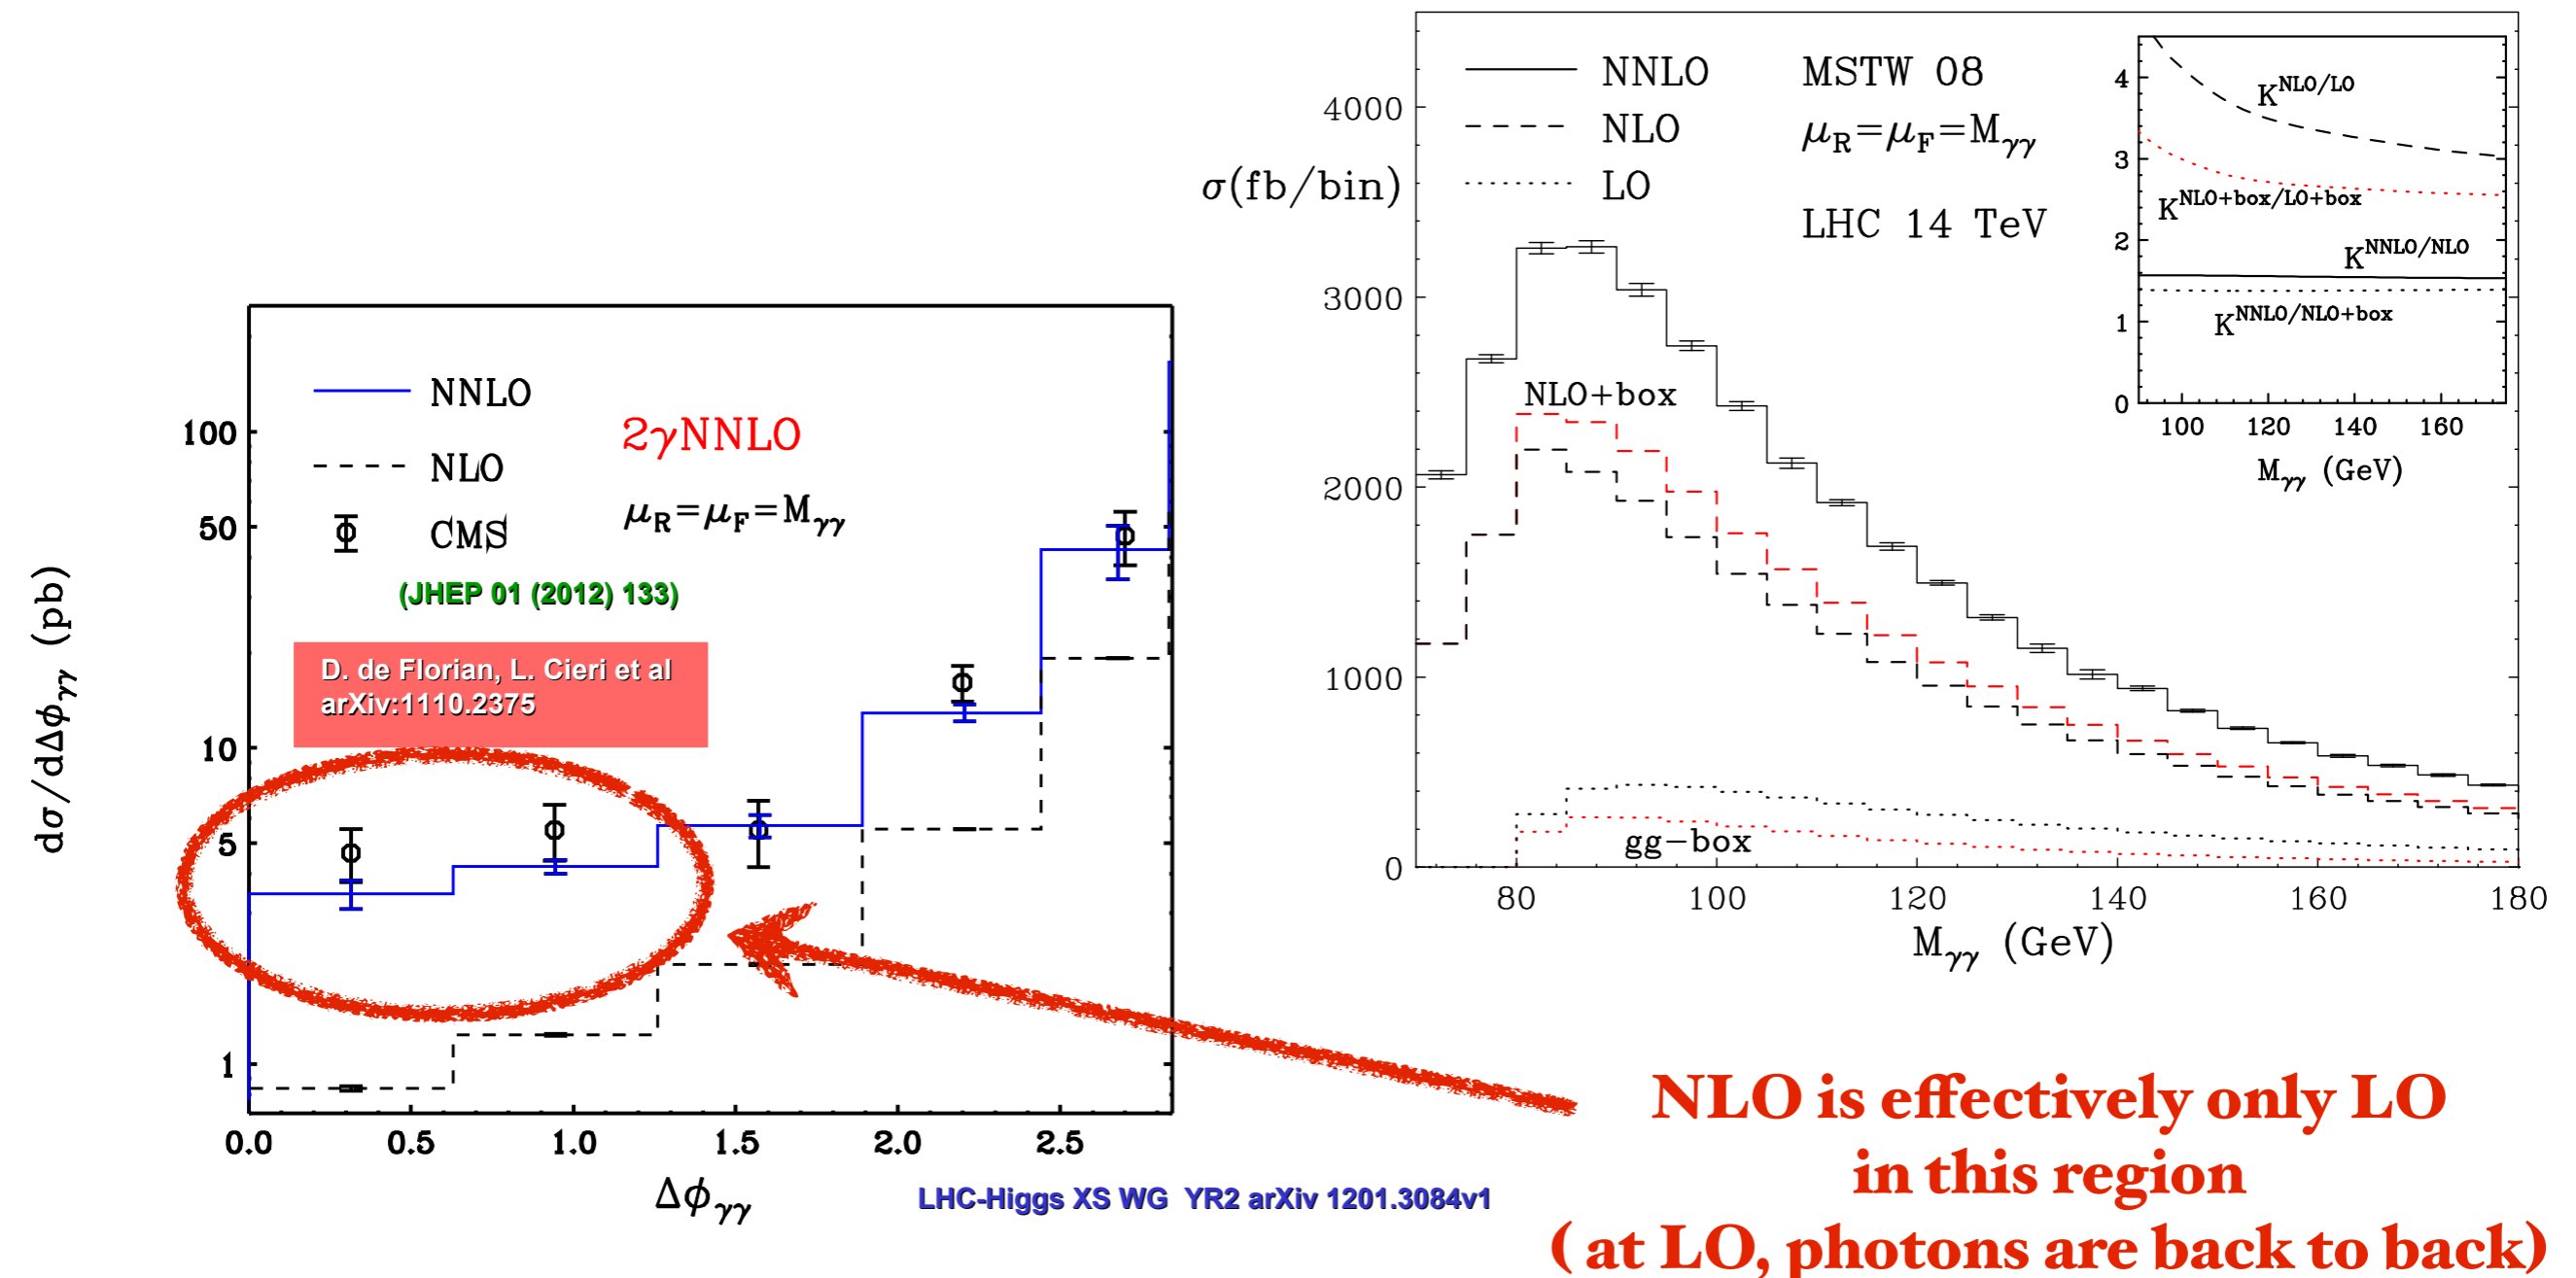 NNLO
NLO
CMS
(JHEP 01 (2012) 133)
2γNNLO
μR=μF=Mγγ
D. de Florian, L. Cieri et al
arXiv:1110.2375
dσ/dΔϕγγ (pb)
100
50
10
5
1
0.0 0.5 1.0 1.5 2.0 2.5
Δϕγγ
LHC-Higgs XS WG YR2 arXiv 1201.3084v1
NNLO
NLO
LO
MSTW 08
μR=μF=Mγγ
LHC 14 TeV
σ(fb/bin)
4000
3000
2000
1000
0
NLO+box
gg-box
80 100 120 140 160 180
Mγγ (GeV)
4
3
2
1
0
K^NLO/LO
K^NLO+box/LO+box
K^NNLO/NLO
K^NNLO/NLO+box
100 120 140 160
Mγγ (GeV)
NLO is effectively only LO
in this region
( at LO, photons are back to back)